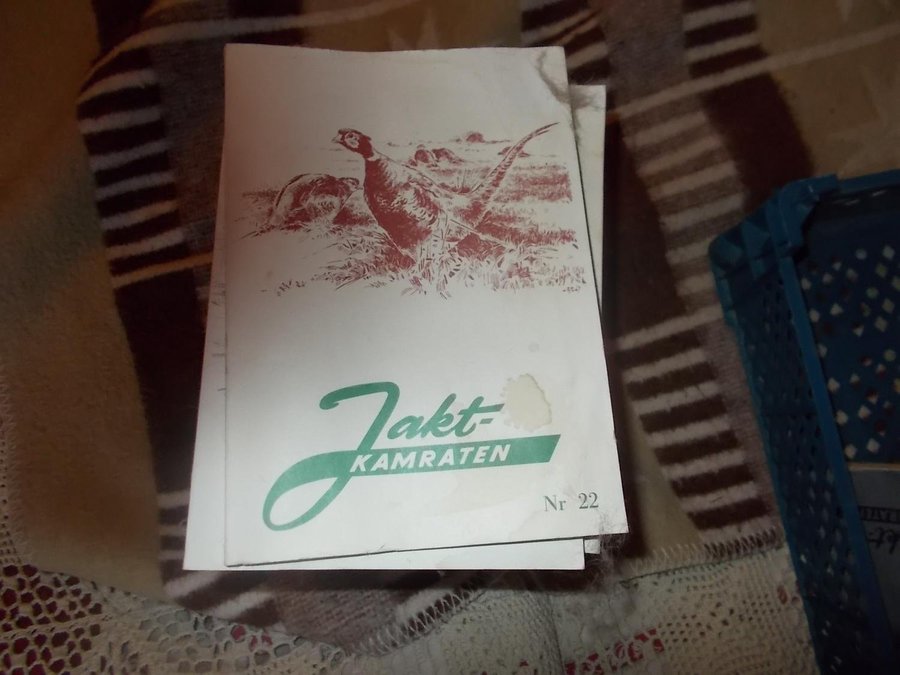 Jakt-
KAMRATEN
Nr 22